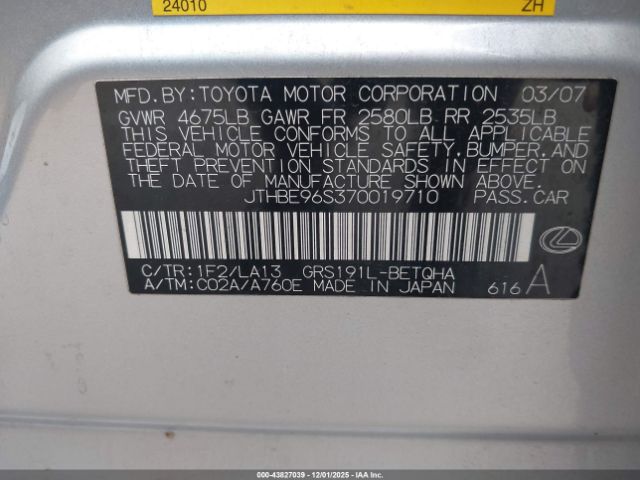 24010 ZH
MFD. BY: TOYOTA MOTOR CORPORATION 03/07
GVWR 4675LB GAWR FR 2580LB RR 2535LB
THIS VEHICLE CONFORMS TO ALL APPLICABLE
FEDERAL MOTOR VEHICLE SAFETY, BUMPER, AND
THEFT PREVENTION STANDARDS IN EFFECT ON
THE DATE OF MANUFACTURE SHOWN ABOVE.
JTHBE96S370019710 PASS. CAR
C/TR: 1F2/LA13 GRS191L-BETQHA
A/TM: C02A/A760E MADE IN JAPAN 616 A
000-43827039 - 12/01/2025 - IAAI.COM